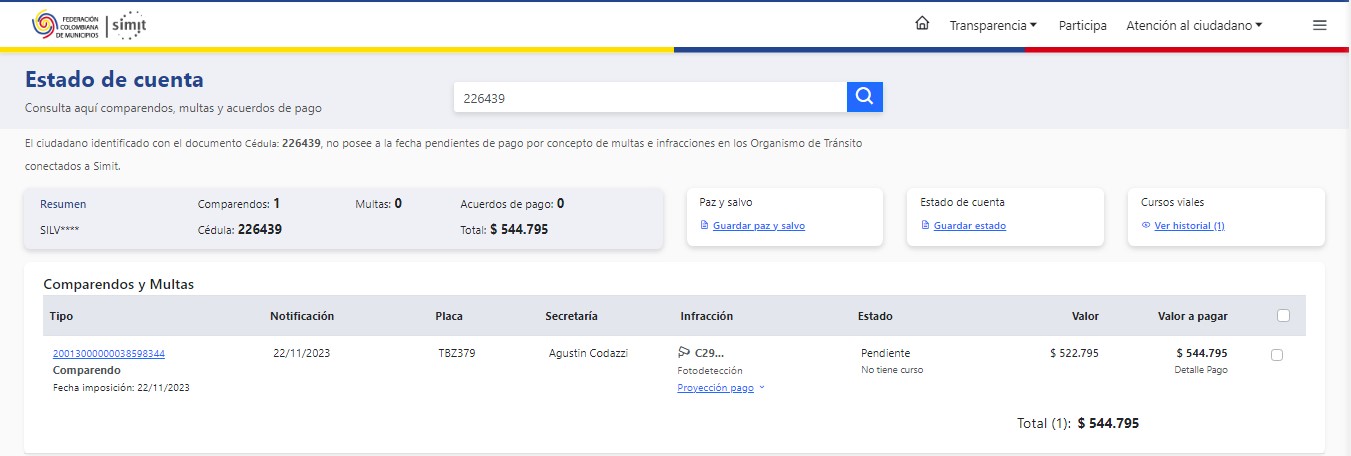 FEDERACIÓN
COLOMBIANA
DE MUNICIPIOS
simit
Transparencia
Participa
Atención al ciudadano
Estado de cuenta
Consulta aquí comparendos, multas y acuerdos de pago
226439
El ciudadano identificado con el documento Cédula: 226439, no posee a la fecha pendientes de pago por concepto de multas e infracciones en los Organismo de Tránsito
conectados a Simit.
Resumen Comparendos: 1 Multas: 0 Acuerdos de pago: 0
SILV**** Cédula: 226439 Total: $ 544.795
Paz y salvo
Guardar paz y salvo
Estado de cuenta
Guardar estado
Cursos viales
Ver historial (1)
Comparendos y Multas
Tipo Notificación Placa Secretaría Infracción Estado Valor Valor a pagar
20013000000038598344 22/11/2023 TBZ379 Agustin Codazzi C29... Pendiente $ 522.795 $ 544.795
Comparendo Fotodetección No tiene curso Detalle Pago
Fecha imposición: 22/11/2023 Proyección pago
Total (1): $ 544.795